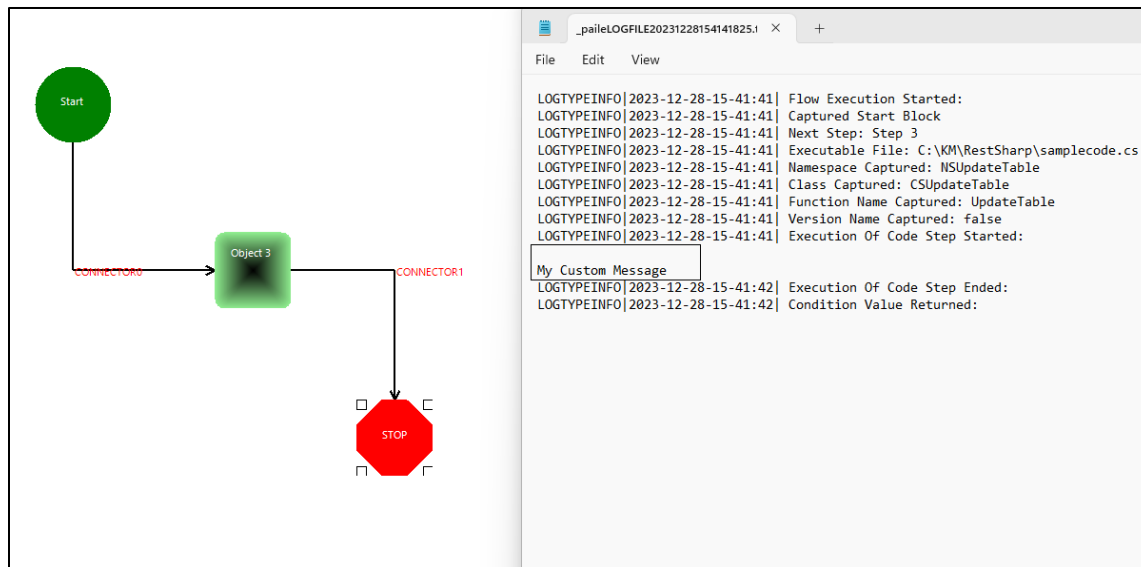 Start
Object 3
CONNECTOR0
CONNECTOR1
STOP
_paileLOGFILE20231228154141825.t
File Edit View
LOGTYPEINFO|2023-12-28-15-41:41| Flow Execution Started:
LOGTYPEINFO|2023-12-28-15-41:41| Captured Start Block
LOGTYPEINFO|2023-12-28-15-41:41| Next Step: Step 3
LOGTYPEINFO|2023-12-28-15-41:41| Executable File: C:\KM\RestSharp\samplecode.cs
LOGTYPEINFO|2023-12-28-15-41:41| Namespace Captured: NSUpdateTable
LOGTYPEINFO|2023-12-28-15-41:41| Class Captured: CSUpdateTable
LOGTYPEINFO|2023-12-28-15-41:41| Function Name Captured: UpdateTable
LOGTYPEINFO|2023-12-28-15-41:41| Version Name Captured: false
LOGTYPEINFO|2023-12-28-15-41:41| Execution Of Code Step Started:
My Custom Message
LOGTYPEINFO|2023-12-28-15-41:42| Execution Of Code Step Ended:
LOGTYPEINFO|2023-12-28-15-41:42| Condition Value Returned: